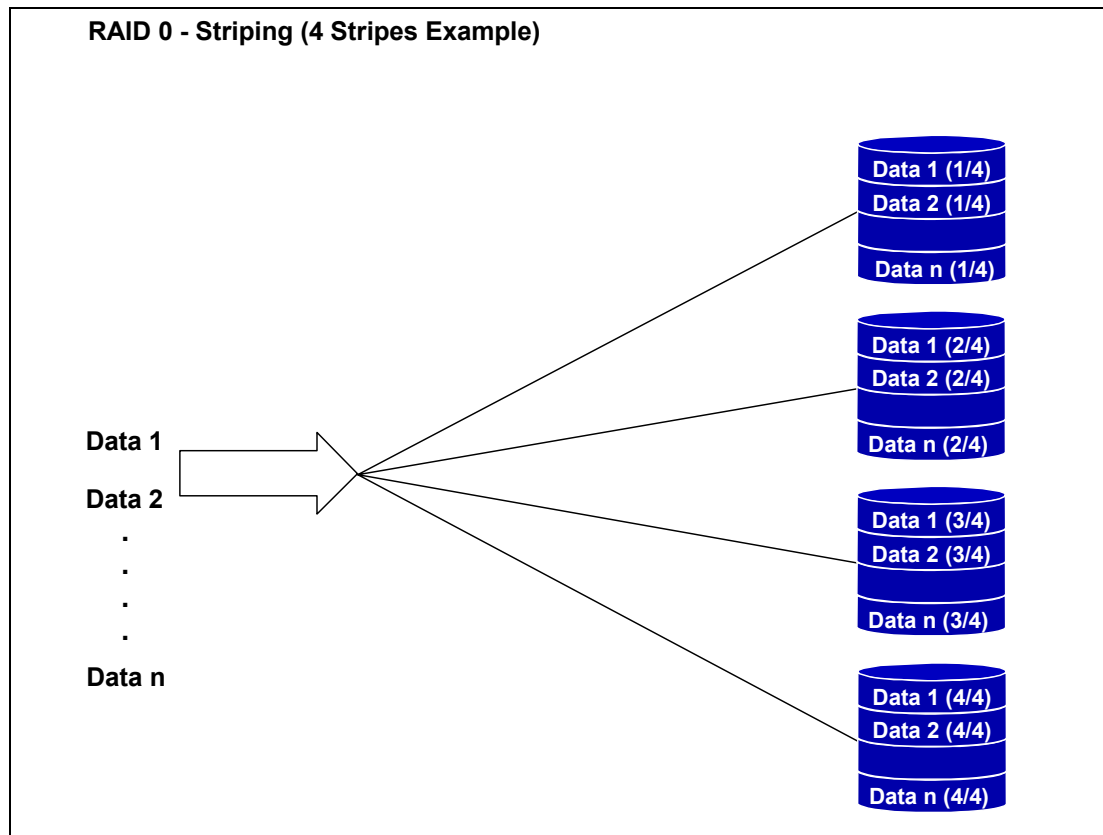 RAID 0 - Striping (4 Stripes Example)
Data 1
Data 2
.
.
.
.
Data n
Data 1 (1/4)
Data 2 (1/4)
Data n (1/4)
Data 1 (2/4)
Data 2 (2/4)
Data n (2/4)
Data 1 (3/4)
Data 2 (3/4)
Data n (3/4)
Data 1 (4/4)
Data 2 (4/4)
Data n (4/4)